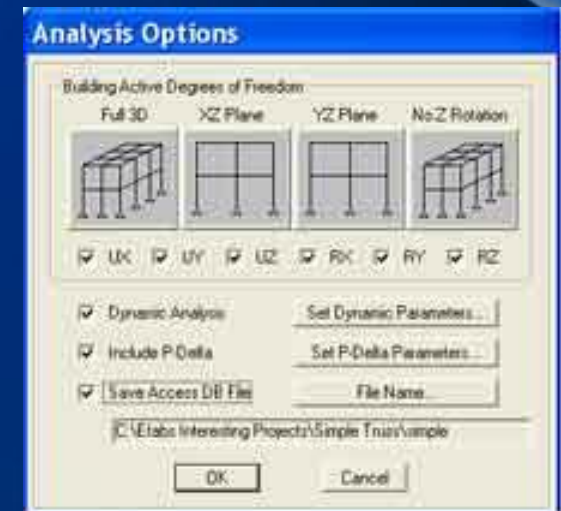 Analysis Options
Building Active Degrees of Freedom
Full 3D XZ Plane YZ Plane No Z Rotation
UX UY UZ RX RY RZ
Dynamic Analysis Set Dynamic Parameters...
Include P-Delta Set P-Delta Parameters...
Save Access DB File File Name...
C:\Etabs Interesting Projects\Simple Truss\simple
OK Cancel